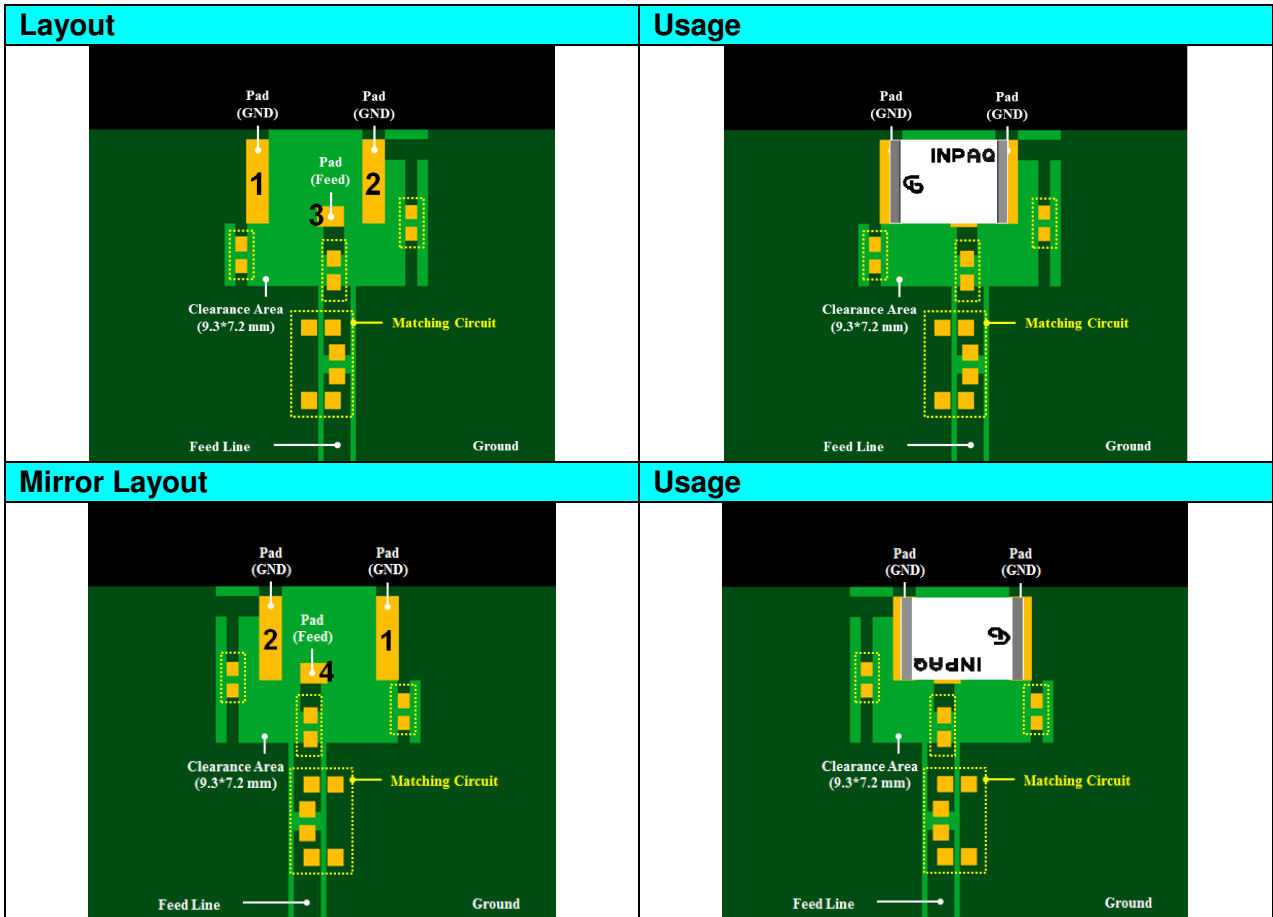 Layout
Usage
Pad
(GND)
Pad
(GND)
Pad
(Feed)
1
2
3
Clearance Area
(9.3*7.2 mm)
Matching Circuit
Feed Line
Ground
Pad
(GND)
Pad
(GND)
INPAQ
Clearance Area
(9.3*7.2 mm)
Matching Circuit
Feed Line
Ground
Mirror Layout
Usage
Pad
(GND)
Pad
(GND)
Pad
(Feed)
2
1
4
Clearance Area
(9.3*7.2 mm)
Matching Circuit
Feed Line
Ground
Pad
(GND)
Pad
(GND)
INPAQ
Clearance Area
(9.3*7.2 mm)
Matching Circuit
Feed Line
Ground